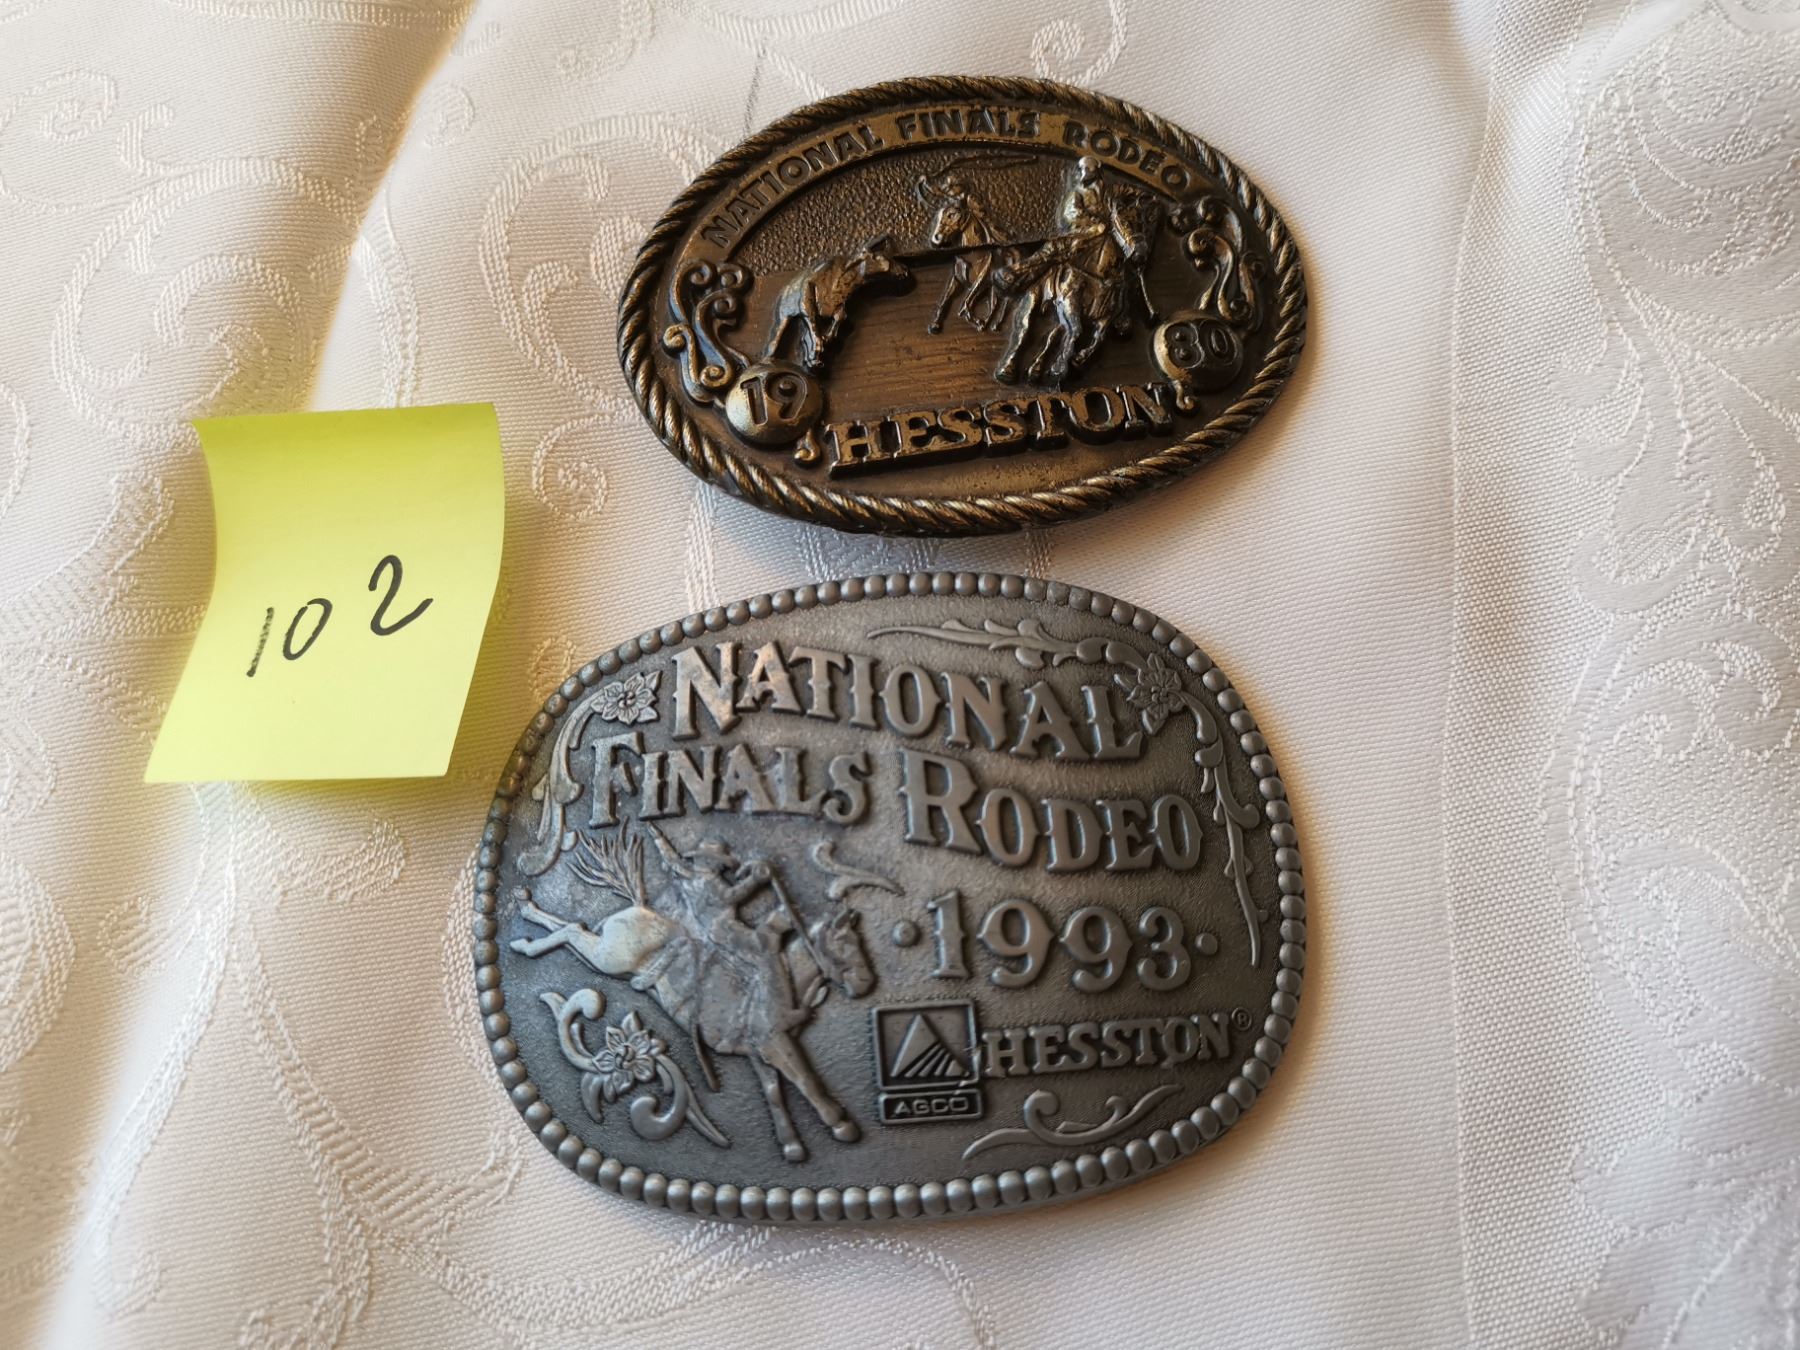 NATIONAL FINALS RODEO
19 80
HESSTON
102
NATIONAL
FINALS RODEO
·1993·
HESSTON®
AGCO